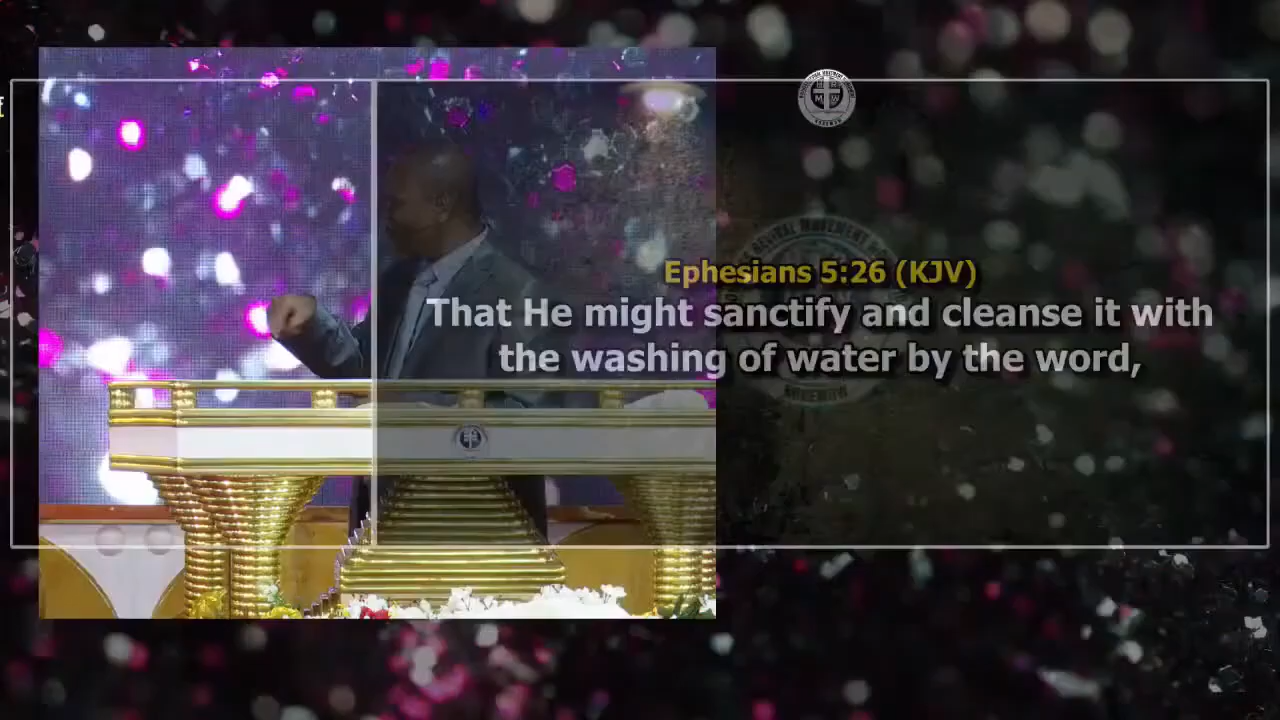 Ephesians 5:26 (KJV)
That He might sanctify and cleanse it with
the washing of water by the word,